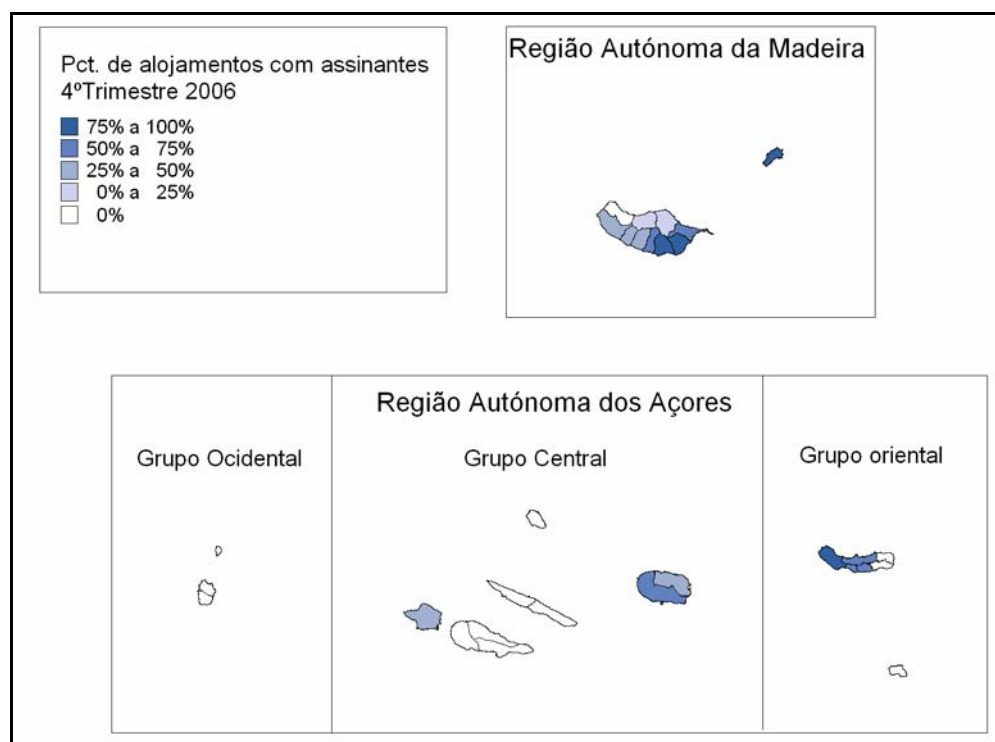 Pct. de alojamentos com assinantes
4ºTrimestre 2006
75% a 100%
50% a 75%
25% a 50%
0% a 25%
0%
Região Autónoma da Madeira
Região Autónoma dos Açores
Grupo Ocidental
Grupo Central
Grupo oriental